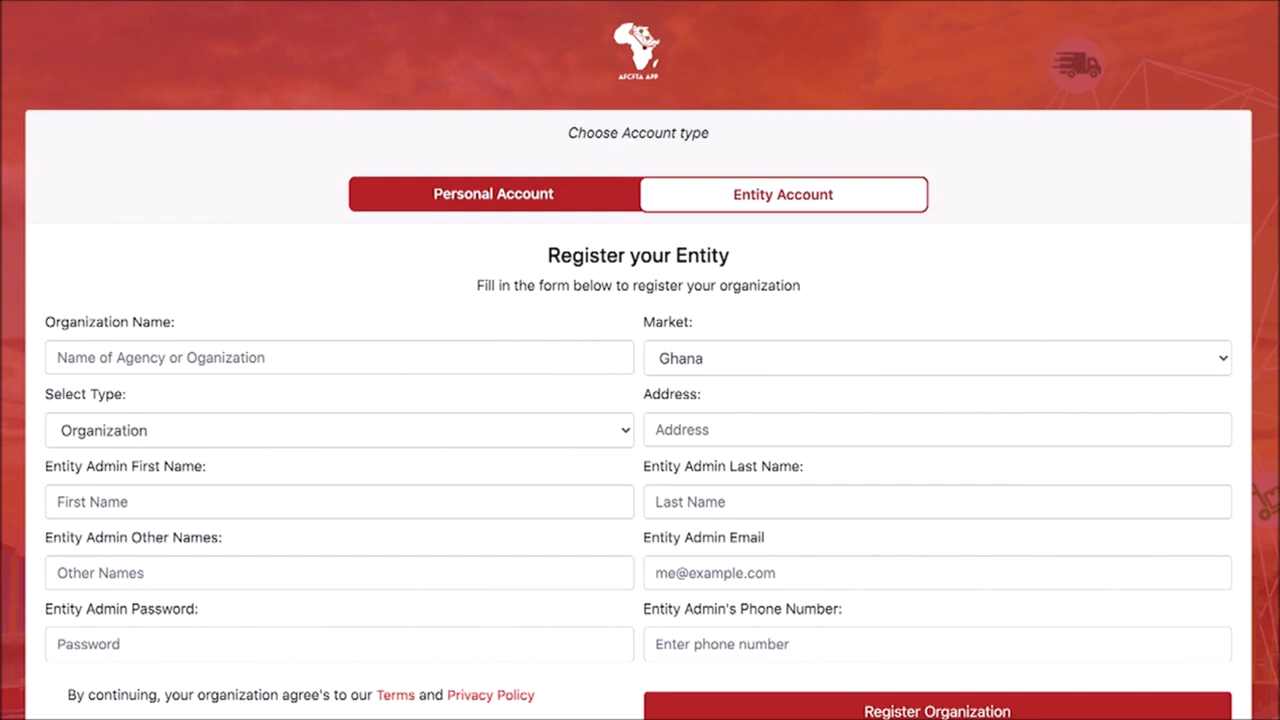 AFCFTA APP
Choose Account type
Personal Account
Entity Account
Register your Entity
Fill in the form below to register your organization
Organization Name:
Market:
Name of Agency or Oganization
Ghana
Select Type:
Address:
Organization
Address
Entity Admin First Name:
Entity Admin Last Name:
First Name
Last Name
Entity Admin Other Names:
Entity Admin Email
Other Names
me@example.com
Entity Admin Password:
Entity Admin's Phone Number:
Password
Enter phone number
By continuing, your organization agree's to our Terms and Privacy Policy
Register Organization